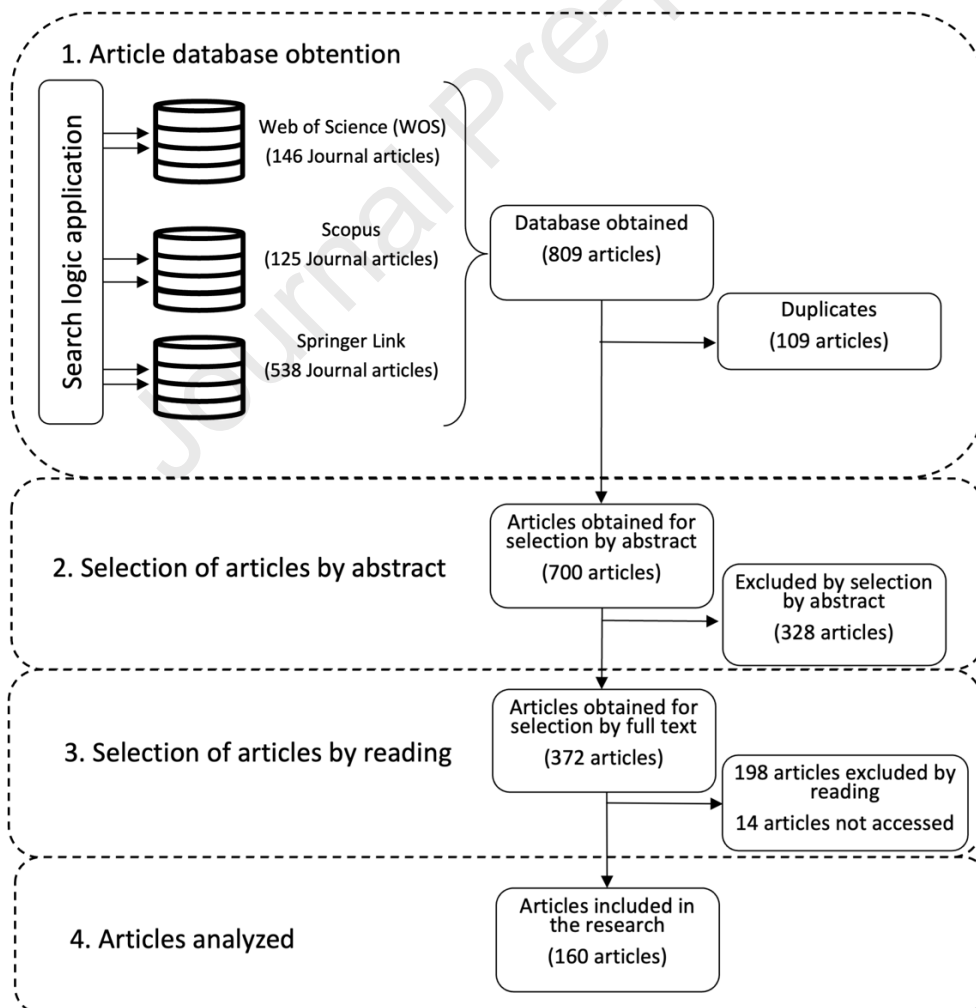 Journal Pre-
1. Article database obtention
Search logic application
Web of Science (WOS)
(146 Journal articles)
Scopus
(125 Journal articles)
Springer Link
(538 Journal articles)
Database obtained
(809 articles)
Duplicates
(109 articles)
2. Selection of articles by abstract
Articles obtained for
selection by abstract
(700 articles)
Excluded by selection
by abstract
(328 articles)
3. Selection of articles by reading
Articles obtained for
selection by full text
(372 articles)
198 articles excluded by
reading
14 articles not accessed
4. Articles analyzed
Articles included in
the research
(160 articles)